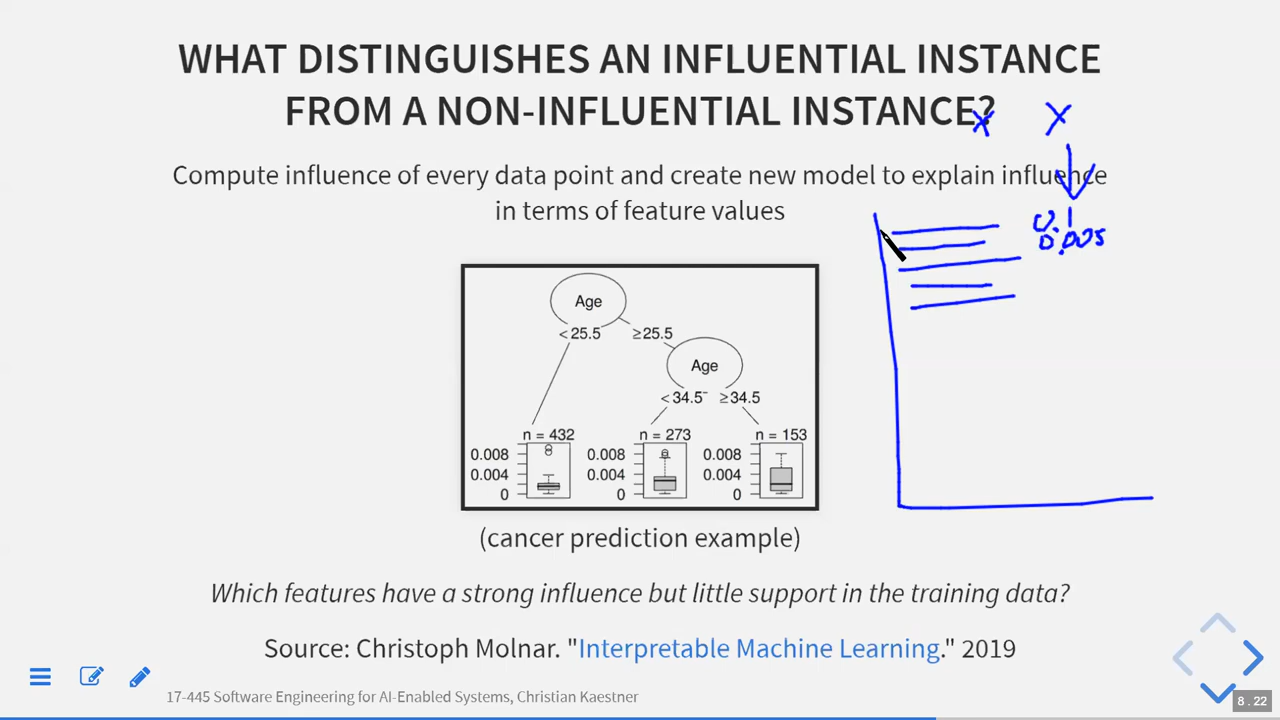 WHAT DISTINGUISHES AN INFLUENTIAL INSTANCE
FROM A NON-INFLUENTIAL INSTANCE?
X X
Compute influence of every data point and create new model to explain influence
in terms of feature values
0.1
0.005
Age
< 25.5 ≥ 25.5
Age
< 34.5 ≥ 34.5
n = 432 n = 273 n = 153
0.008 0.008 0.008
0.004 0.004 0.004
0 0 0
(cancer prediction example)
Which features have a strong influence but little support in the training data?
Source: Christoph Molnar. "Interpretable Machine Learning." 2019
17-445 Software Engineering for AI-Enabled Systems, Christian Kaestner
8 . 22